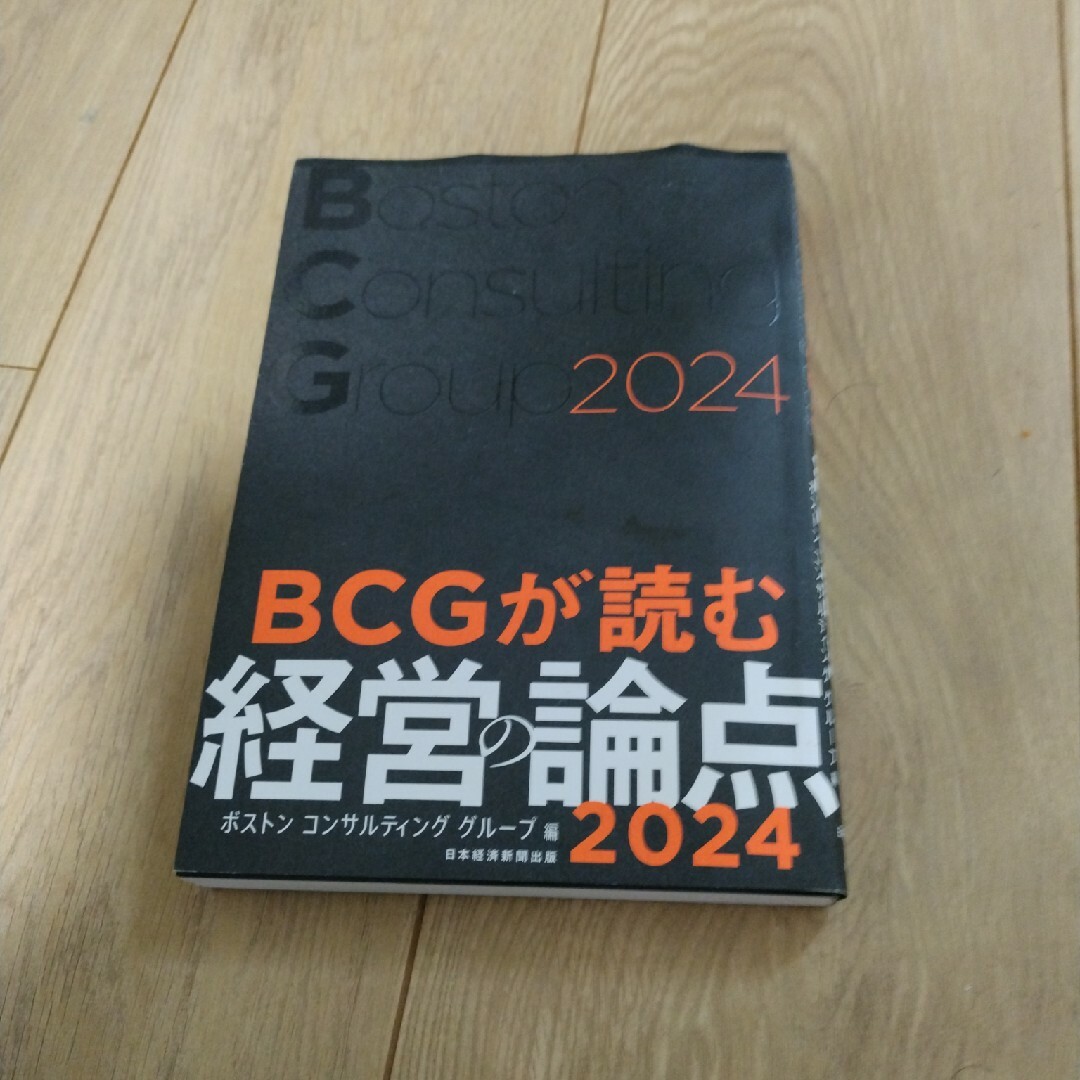 Boston
Consulting
Group2024
BCGが読む
経営の論点
2024
ボストン コンサルティング グループ 編
日本経済新聞出版